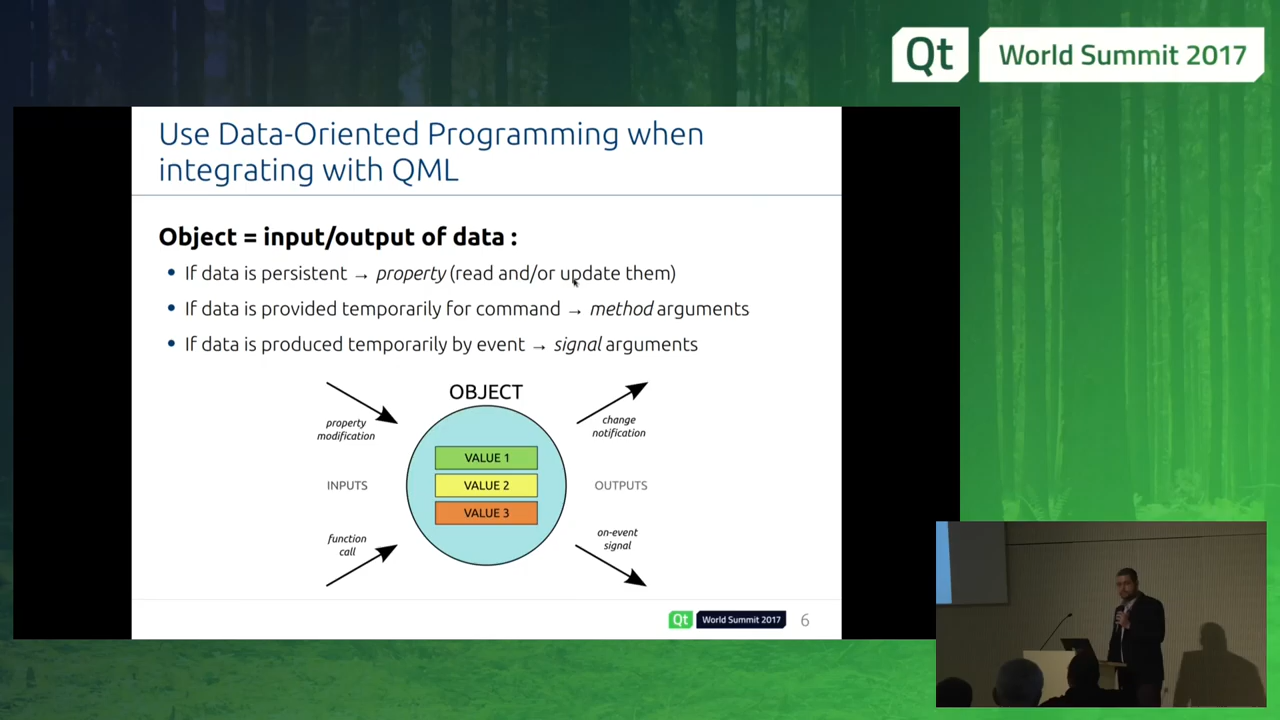 Qt World Summit 2017
Use Data-Oriented Programming when
integrating with QML
Object = input/output of data :
• If data is persistent → property (read and/or update them)
• If data is provided temporarily for command → method arguments
• If data is produced temporarily by event → signal arguments
OBJECT
property
modification
change
notification
VALUE 1
INPUTS
VALUE 2
OUTPUTS
VALUE 3
function
call
on-event
signal
Qt World Summit 2017
6